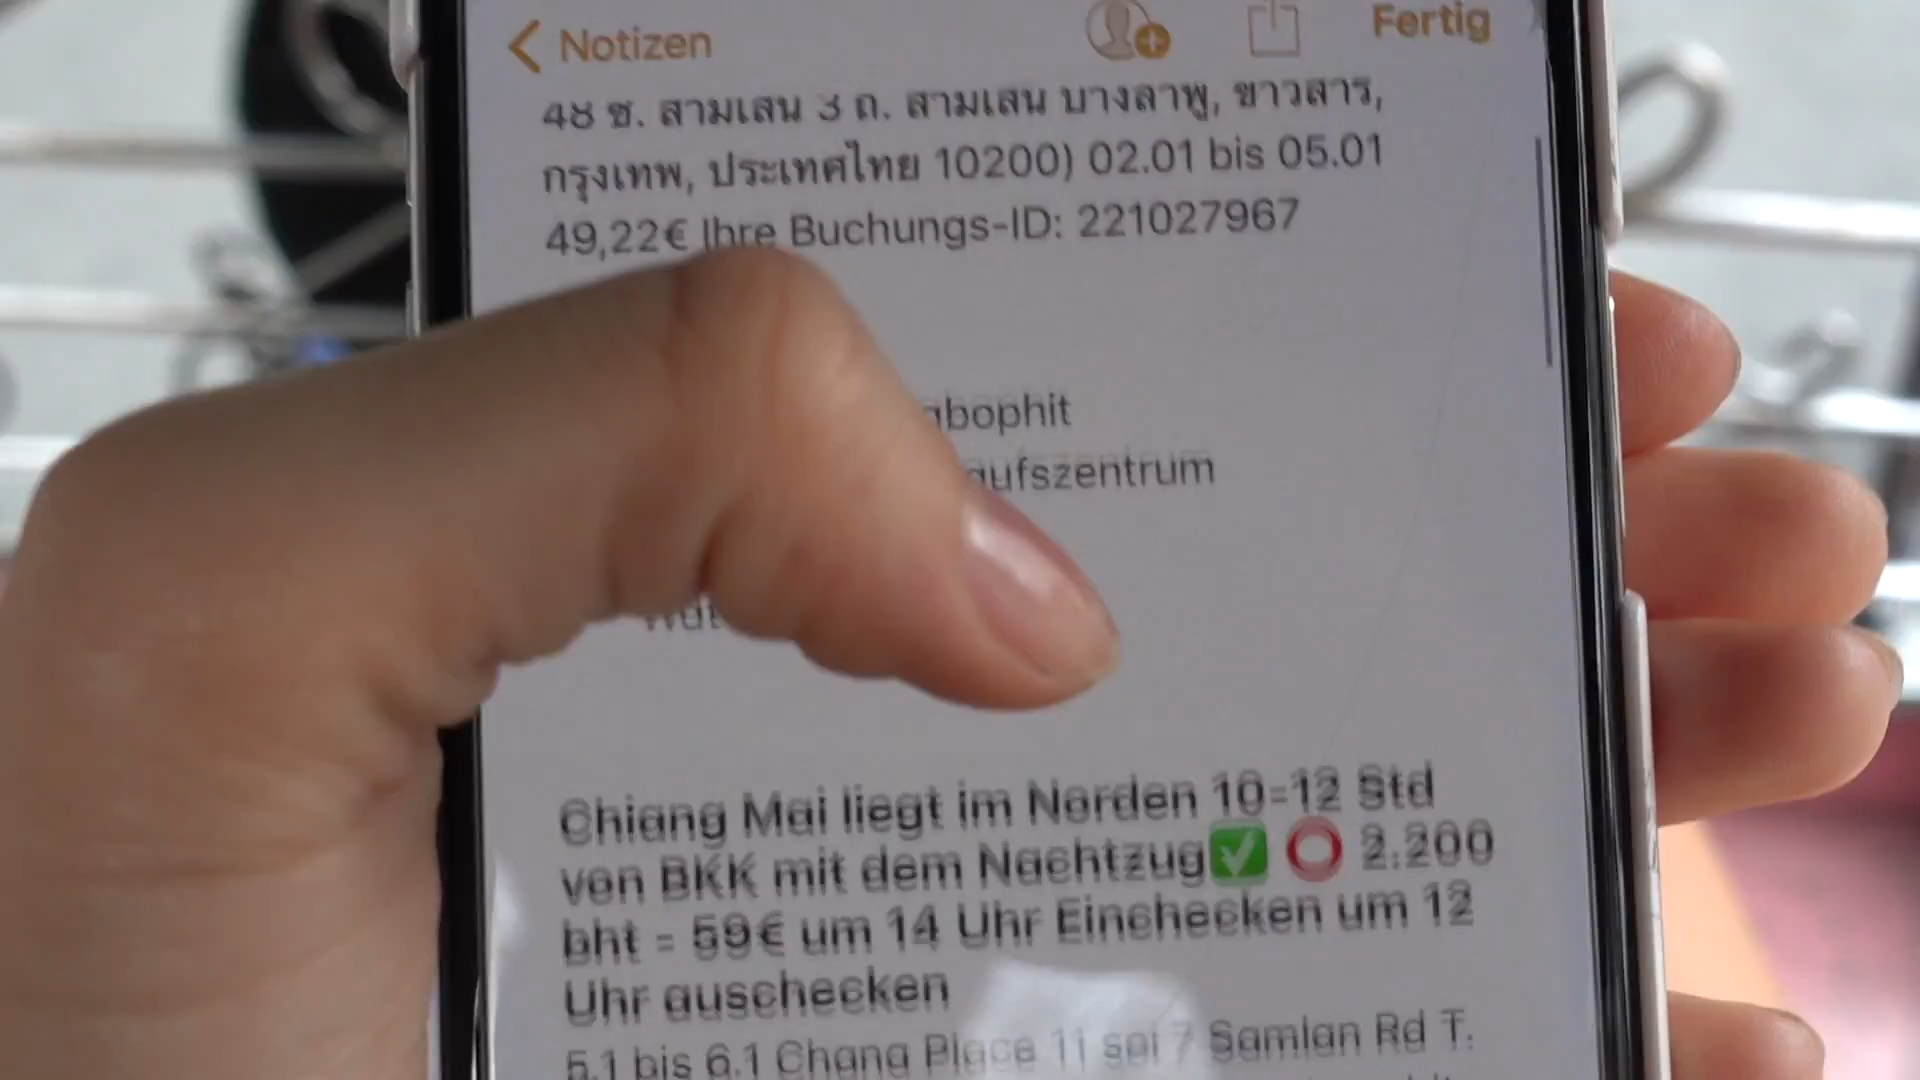 Notizen
Fertig
48 ซ. สามเสน 3 ถ. สามเสน บางลำพู, ข้าวสาร,
กรุงเทพ, ประเทศไทย 10200) 02.01 bis 05.01
49,22€ Ihre Buchungs-ID: 221027967
abophit
aufszentrum
Chiang Mai liegt im Norden 10-12 Std
von BKK mit dem Nachtzug✅ ⭕ 2.200
bht = 59€ um 14 Uhr Einchecken um 12
Uhr auschecken
5.1 bis 6.1 Chang Place 11 soi 7 Samlan Rd T.